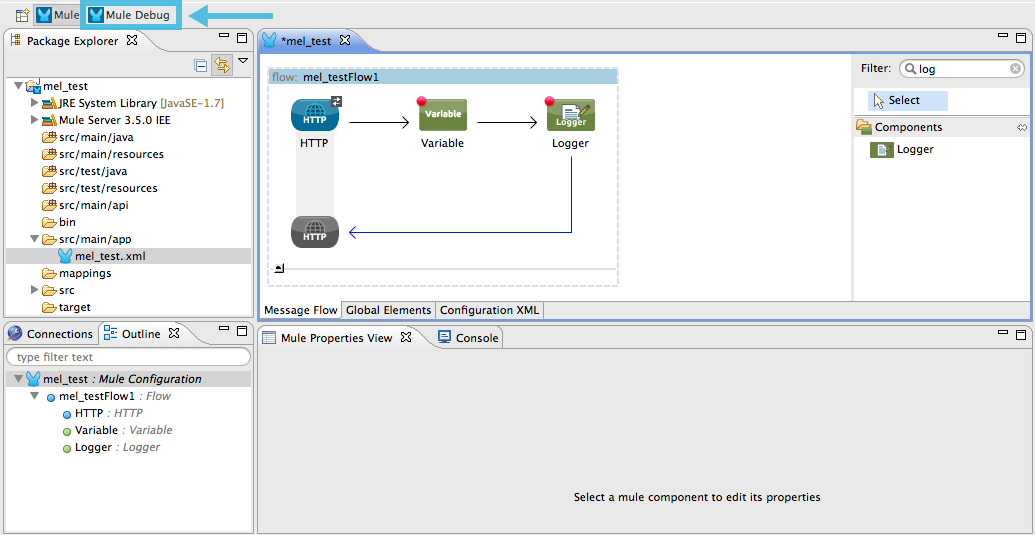 Mule
Mule Debug
Package Explorer
mel_test
JRE System Library [JavaSE-1.7]
Mule Server 3.5.0 IEE
src/main/java
src/main/resources
src/test/java
src/test/resources
src/main/api
bin
src/main/app
mel_test.xml
mappings
src
target
*mel_test
flow: mel_testFlow1
HTTP
Variable
Logger
HTTP
Variable
Logger
HTTP
Filter:
log
Select
Components
Logger
Message Flow
Global Elements
Configuration XML
Connections
Outline
type filter text
mel_test : Mule Configuration
mel_testFlow1 : Flow
HTTP : HTTP
Variable : Variable
Logger : Logger
Mule Properties View
Console
Select a mule component to edit its properties